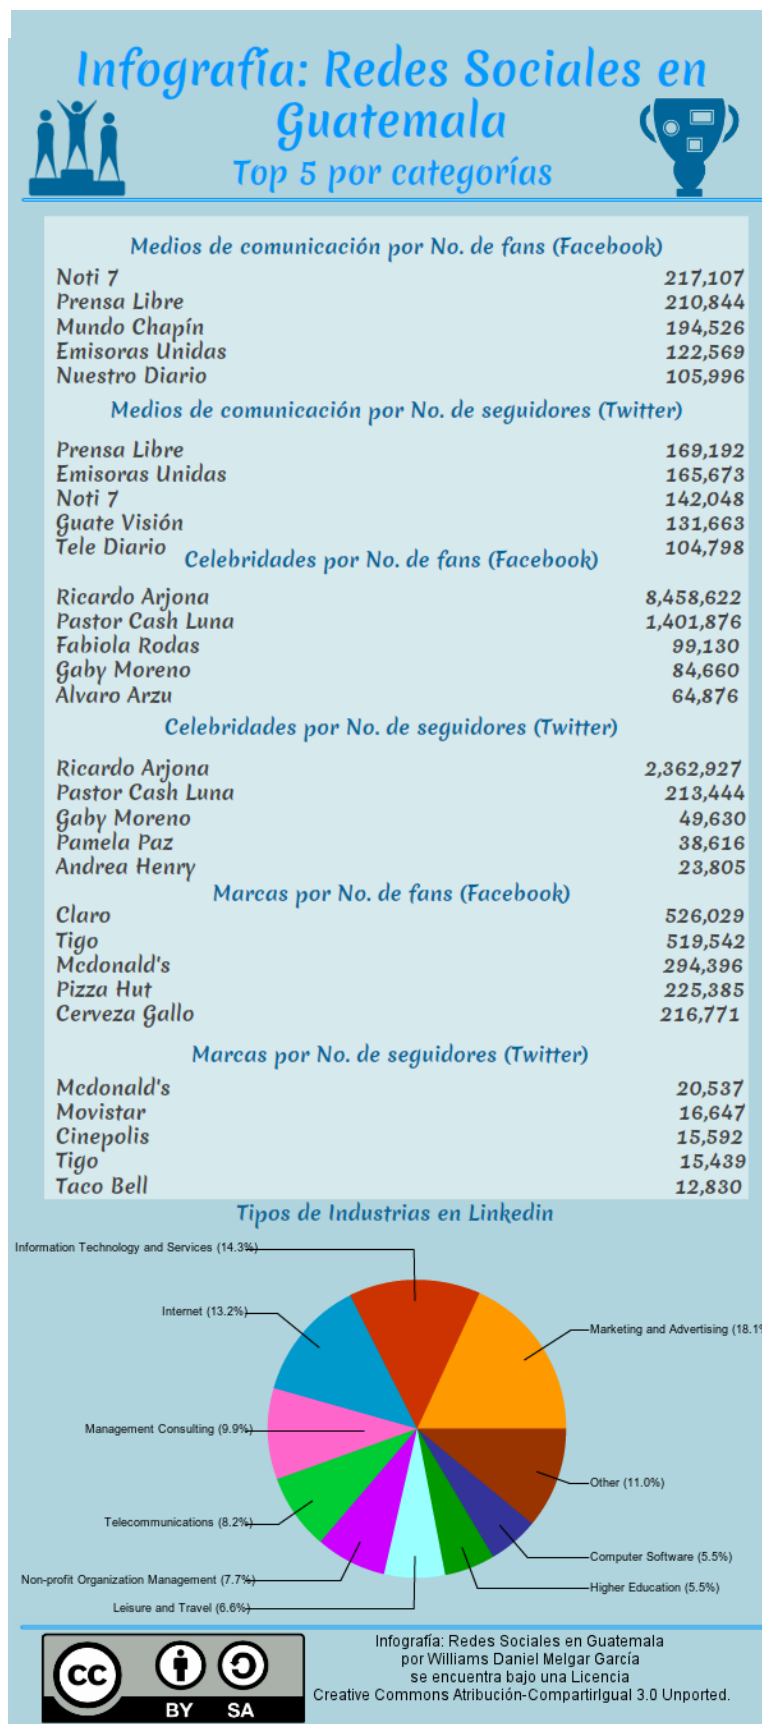 Infografía: Redes Sociales en
Guatemala
Top 5 por categorías
Medios de comunicación por No. de fans (Facebook)
Noti 7 217,107
Prensa Libre 210,844
Mundo Chapín 194,526
Emisoras Unidas 122,569
Nuestro Diario 105,996
Medios de comunicación por No. de seguidores (Twitter)
Prensa Libre 169,192
Emisoras Unidas 165,673
Noti 7 142,048
Guate Visión 131,663
Tele Diario 104,798
Celebridades por No. de fans (Facebook)
Ricardo Arjona 8,458,622
Pastor Cash Luna 1,401,876
Fabiola Rodas 99,130
Gaby Moreno 84,660
Alvaro Arzu 64,876
Celebridades por No. de seguidores (Twitter)
Ricardo Arjona 2,362,927
Pastor Cash Luna 213,444
Gaby Moreno 49,630
Pamela Paz 38,616
Andrea Henry 23,805
Marcas por No. de fans (Facebook)
Claro 526,029
Tigo 519,542
Mcdonald's 294,396
Pizza Hut 225,385
Cerveza Gallo 216,771
Marcas por No. de seguidores (Twitter)
Mcdonald's 20,537
Movistar 16,647
Cinepolis 15,592
Tigo 15,439
Taco Bell 12,830
Tipos de Industrias en Linkedin
Information Technology and Services (14.3%)
Internet (13.2%)
Marketing and Advertising (18.1%
Management Consulting (9.9%)
Other (11.0%)
Telecommunications (8.2%)
Computer Software (5.5%)
Non-profit Organization Management (7.7%)
Higher Education (5.5%)
Leisure and Travel (6.6%)
cc BY SA
Infografía: Redes Sociales en Guatemala
por Williams Daniel Melgar García
se encuentra bajo una Licencia
Creative Commons Atribución-CompartirIgual 3.0 Unported.